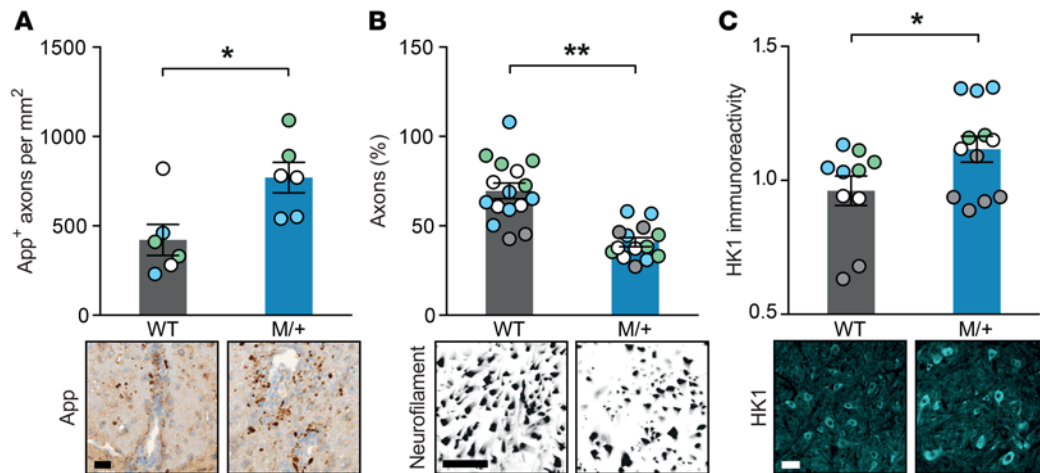 A
App+ axons per mm2
1500
1000
500
0
*
WT
M/+
App
B
Axons (%)
150
100
50
0
**
WT
M/+
Neurofilament
C
HK1 immunoreactivity
1.5
1.0
0.5
*
WT
M/+
HK1